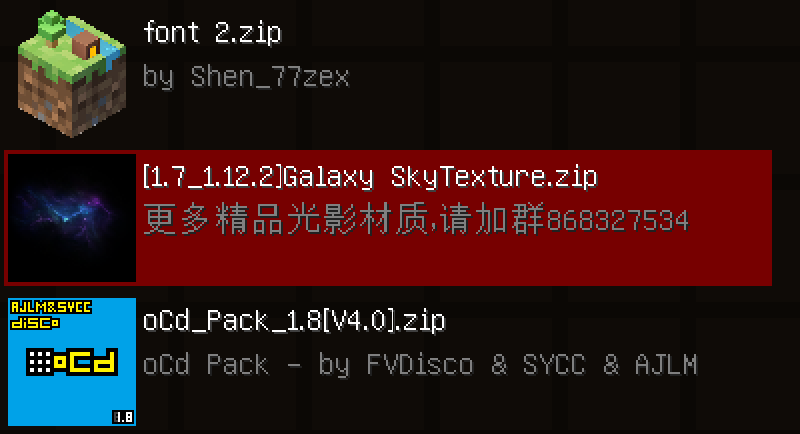 font 2.zip
by Shen_77zex
[1.7_1.12.2]Galaxy SkyTexture.zip
更多精品光影材质,请加群868327534
AJLM&SYCC
disco
oCd
1.8
oCd_Pack_1.8[V4.0].zip
oCd Pack - by FVDisco & SYCC & AJLM